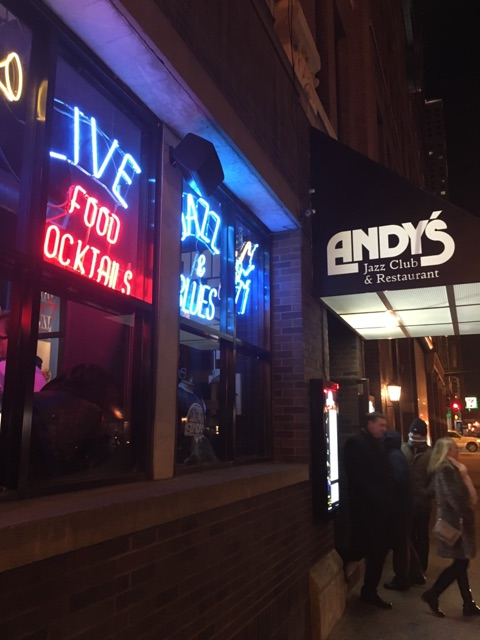 LIVE
FOOD
COCKTAILS
JAZZ
&
BLUES
ANDY'S
Jazz Club
& Restaurant